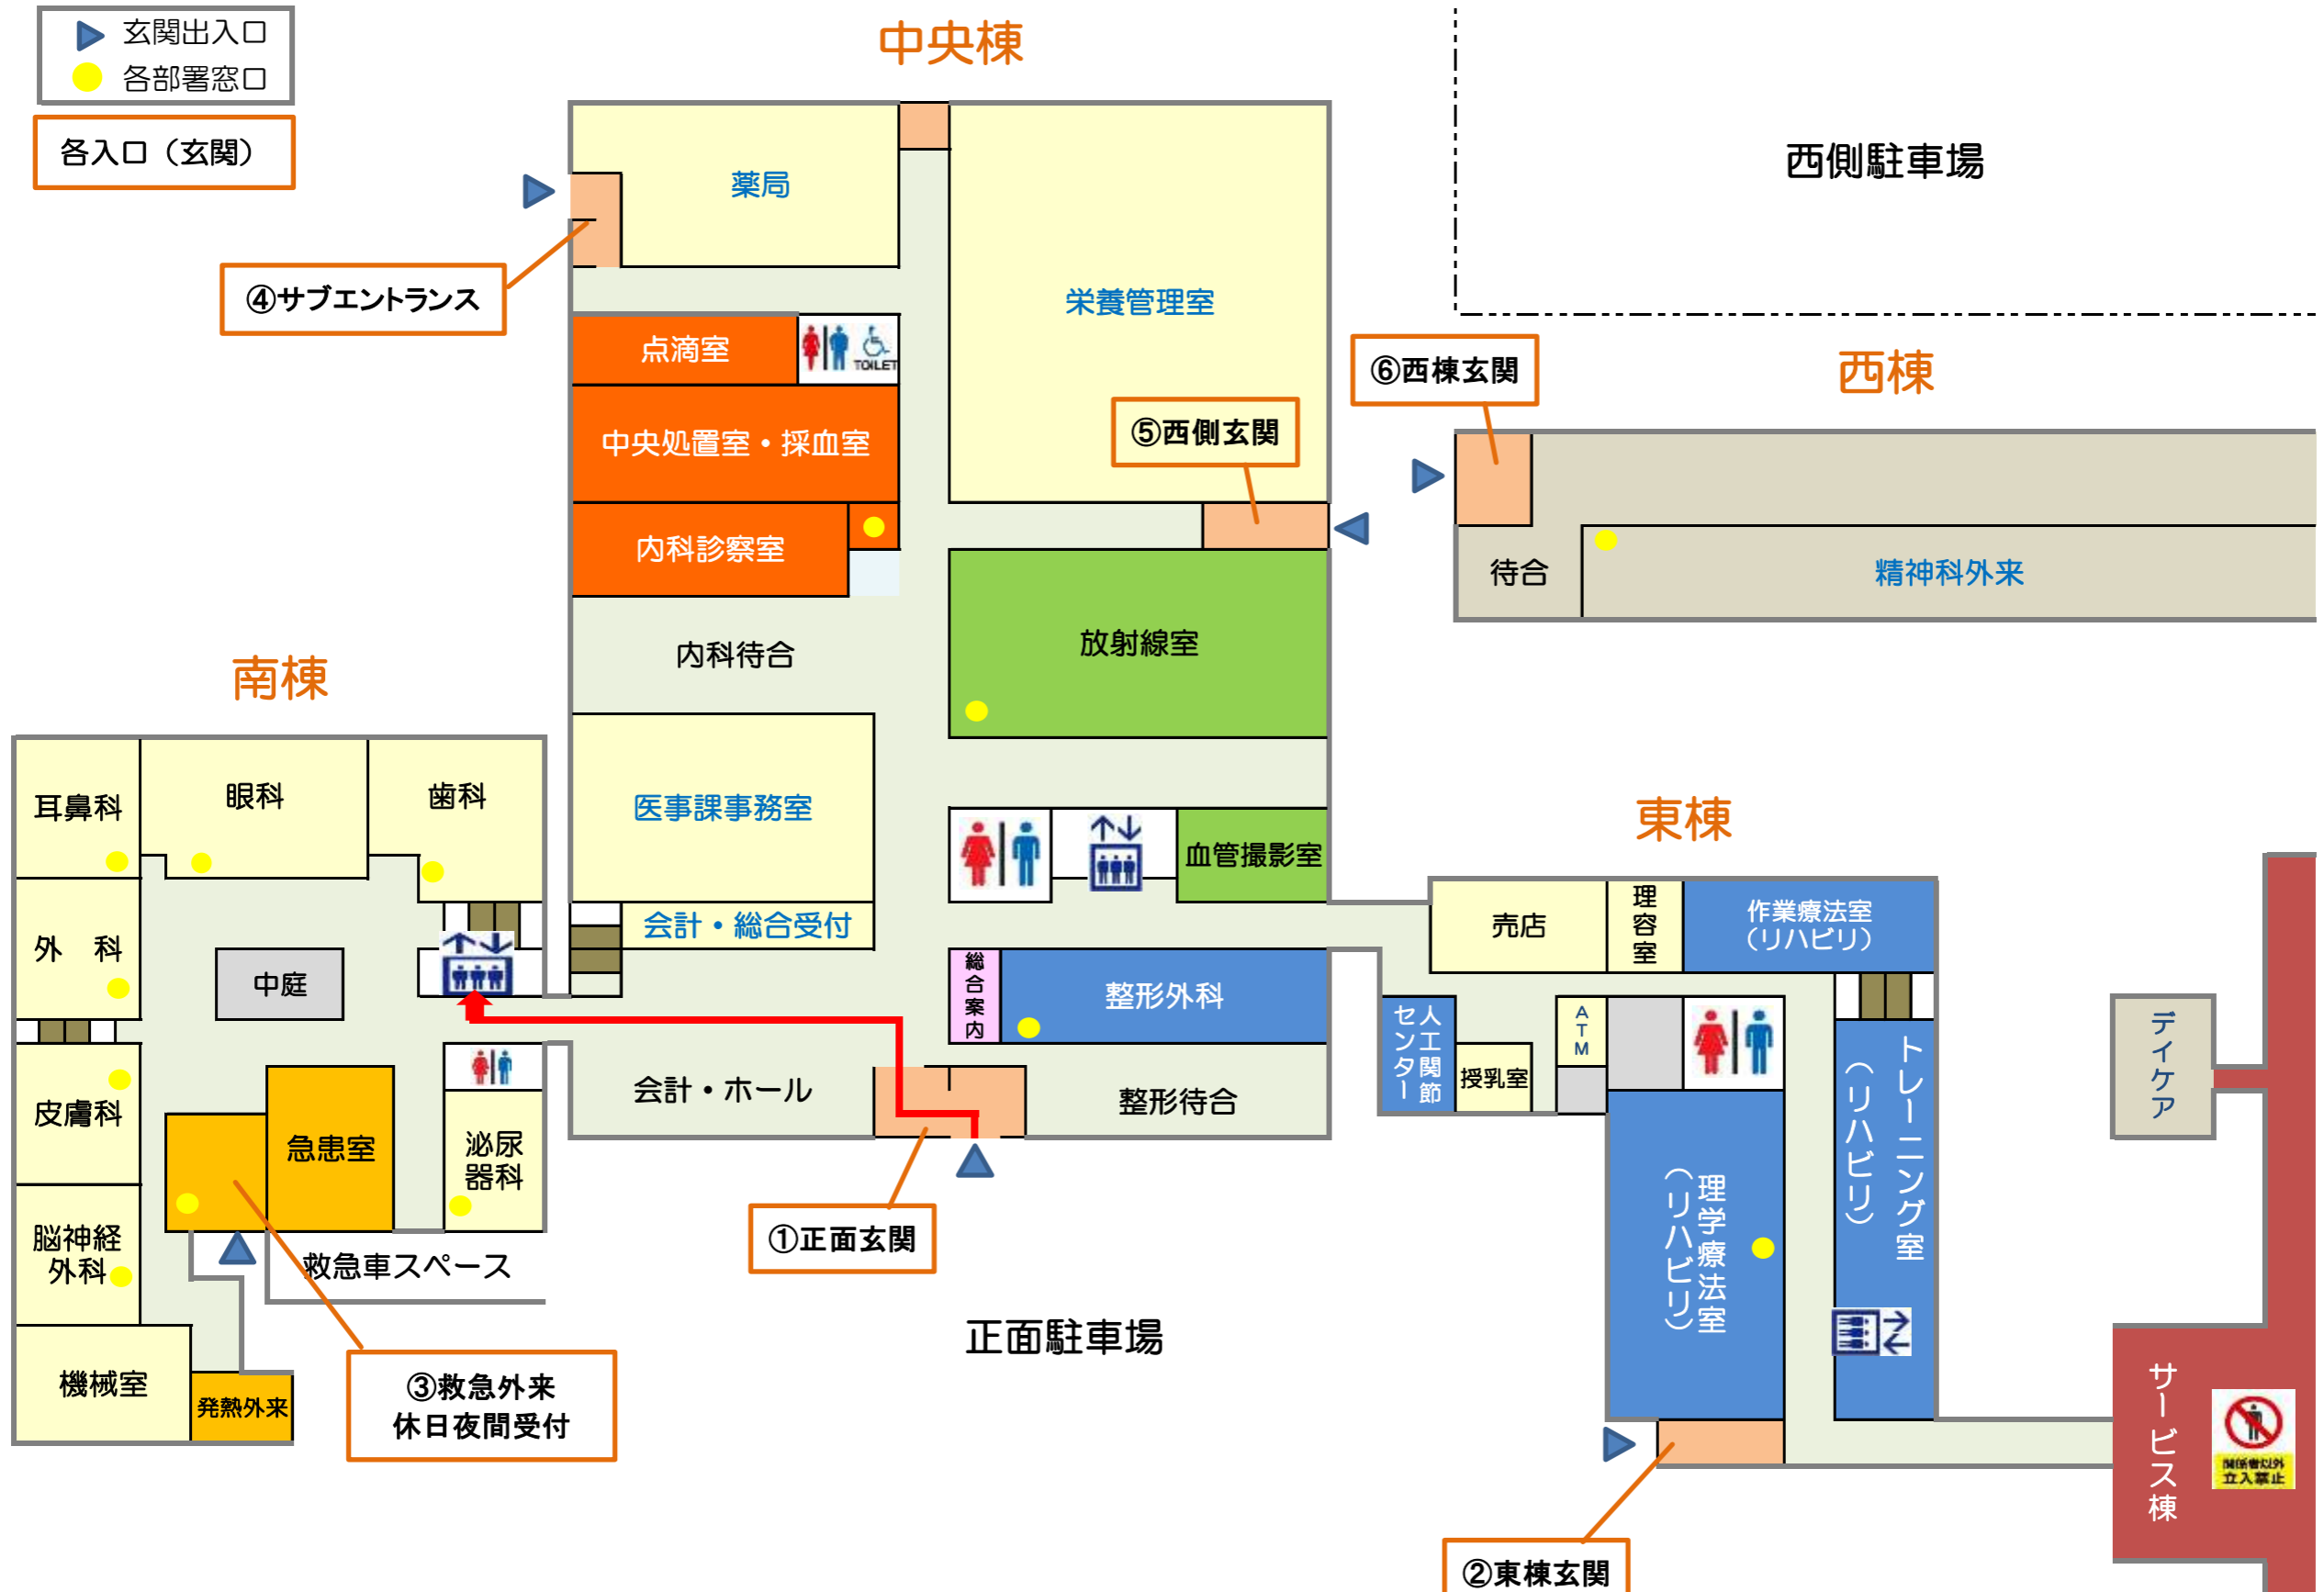 玄関出入口
各部署窓口
各入口（玄関）
中央棟
西側駐車場
薬局
④サブエントランス
栄養管理室
点滴室
TOILET
⑥西棟玄関
西棟
中央処置室・採血室
⑤西側玄関
内科診察室
待合
精神科外来
内科待合
放射線室
南棟
耳鼻科
眼科
歯科
医事課事務室
血管撮影室
東棟
会計・総合受付
売店
理容室
作業療法室
（リハビリ）
外　科
中庭
総合案内
整形外科
人工関節
センター
ATM
授乳室
トレーニング室
（リハビリ）
デイケア
皮膚科
急患室
泌尿
器科
会計・ホール
整形待合
理学療法室
（リハビリ）
脳神経
外科
救急車スペース
①正面玄関
正面駐車場
機械室
発熱外来
③救急外来
休日夜間受付
サービス棟
関係者以外
立入禁止
②東棟玄関